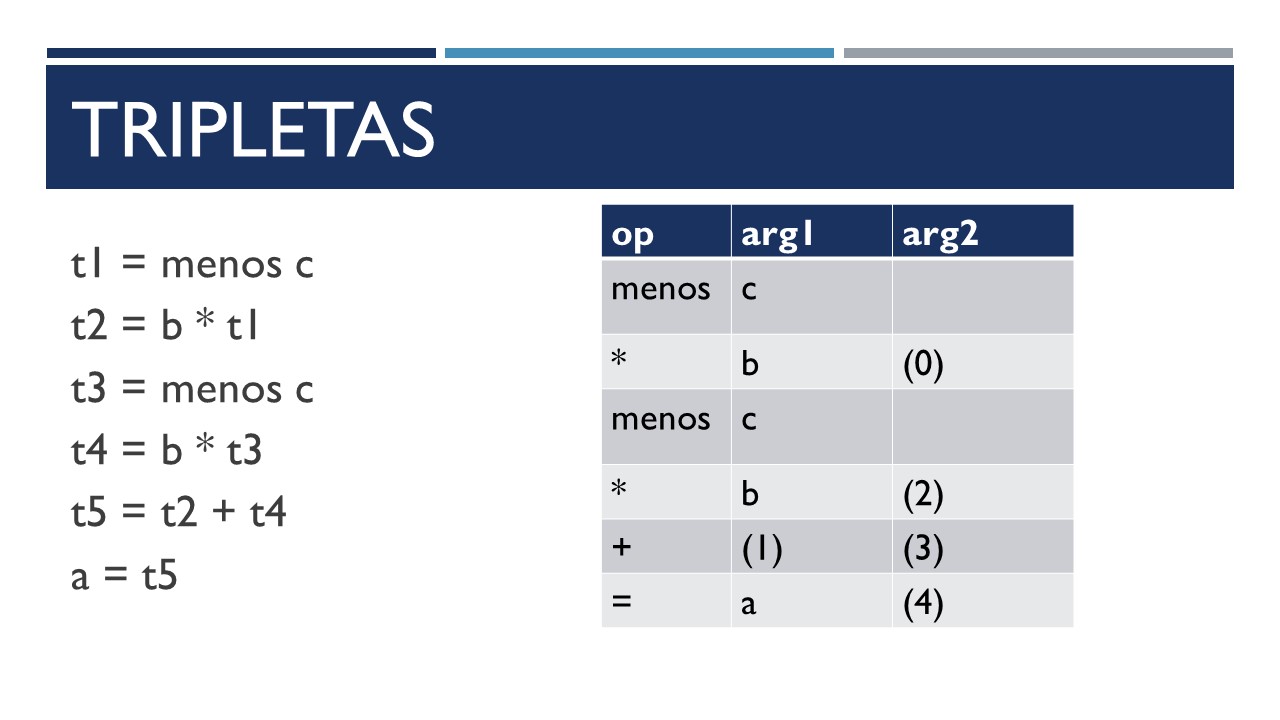 TRIPLETAS
t1 = menos c
t2 = b * t1
t3 = menos c
t4 = b * t3
t5 = t2 + t4
a = t5
op arg1 arg2
menos c
* b (0)
menos c
* b (2)
+ (1) (3)
= a (4)